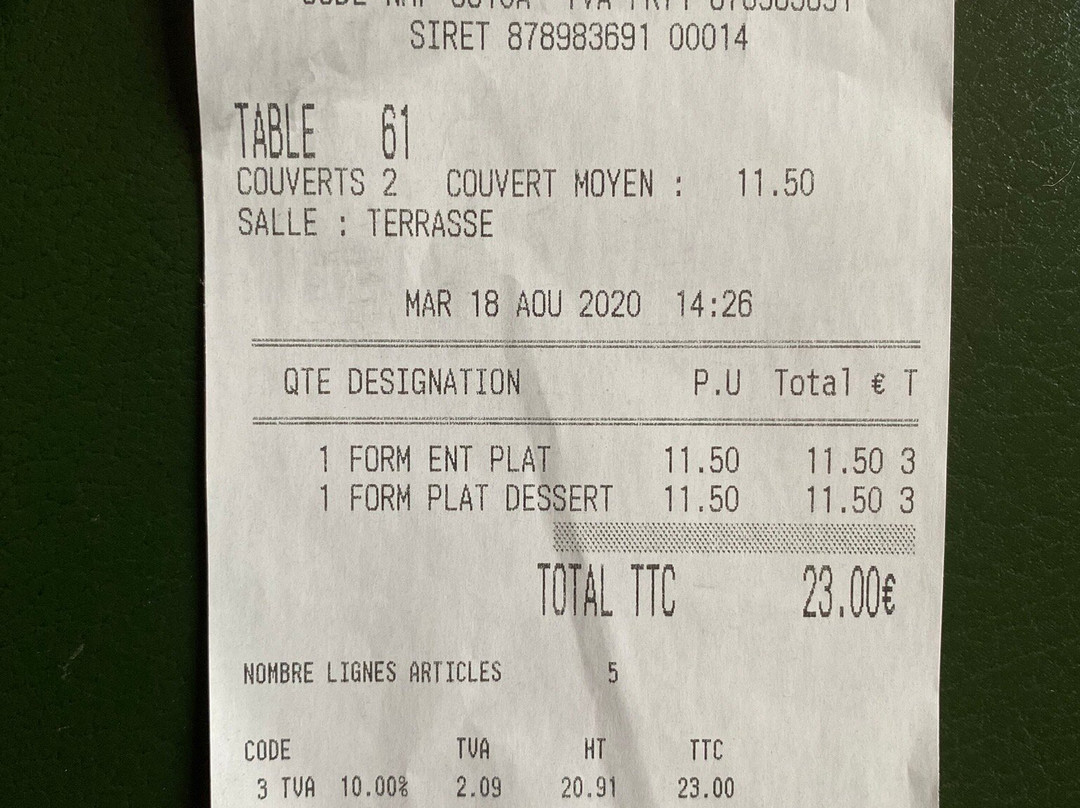 SIRET 878983691 00014
TABLE 61
COUVERTS 2 COUVERT MOYEN : 11.50
SALLE : TERRASSE
MAR 18 AOU 2020 14:26
QTE DESIGNATION P.U Total € T
1 FORM ENT PLAT 11.50 11.50 3
1 FORM PLAT DESSERT 11.50 11.50 3
TOTAL TTC 23.00€
NOMBRE LIGNES ARTICLES 5
CODE TVA HT TTC
3 TVA 10.00% 2.09 20.91 23.00